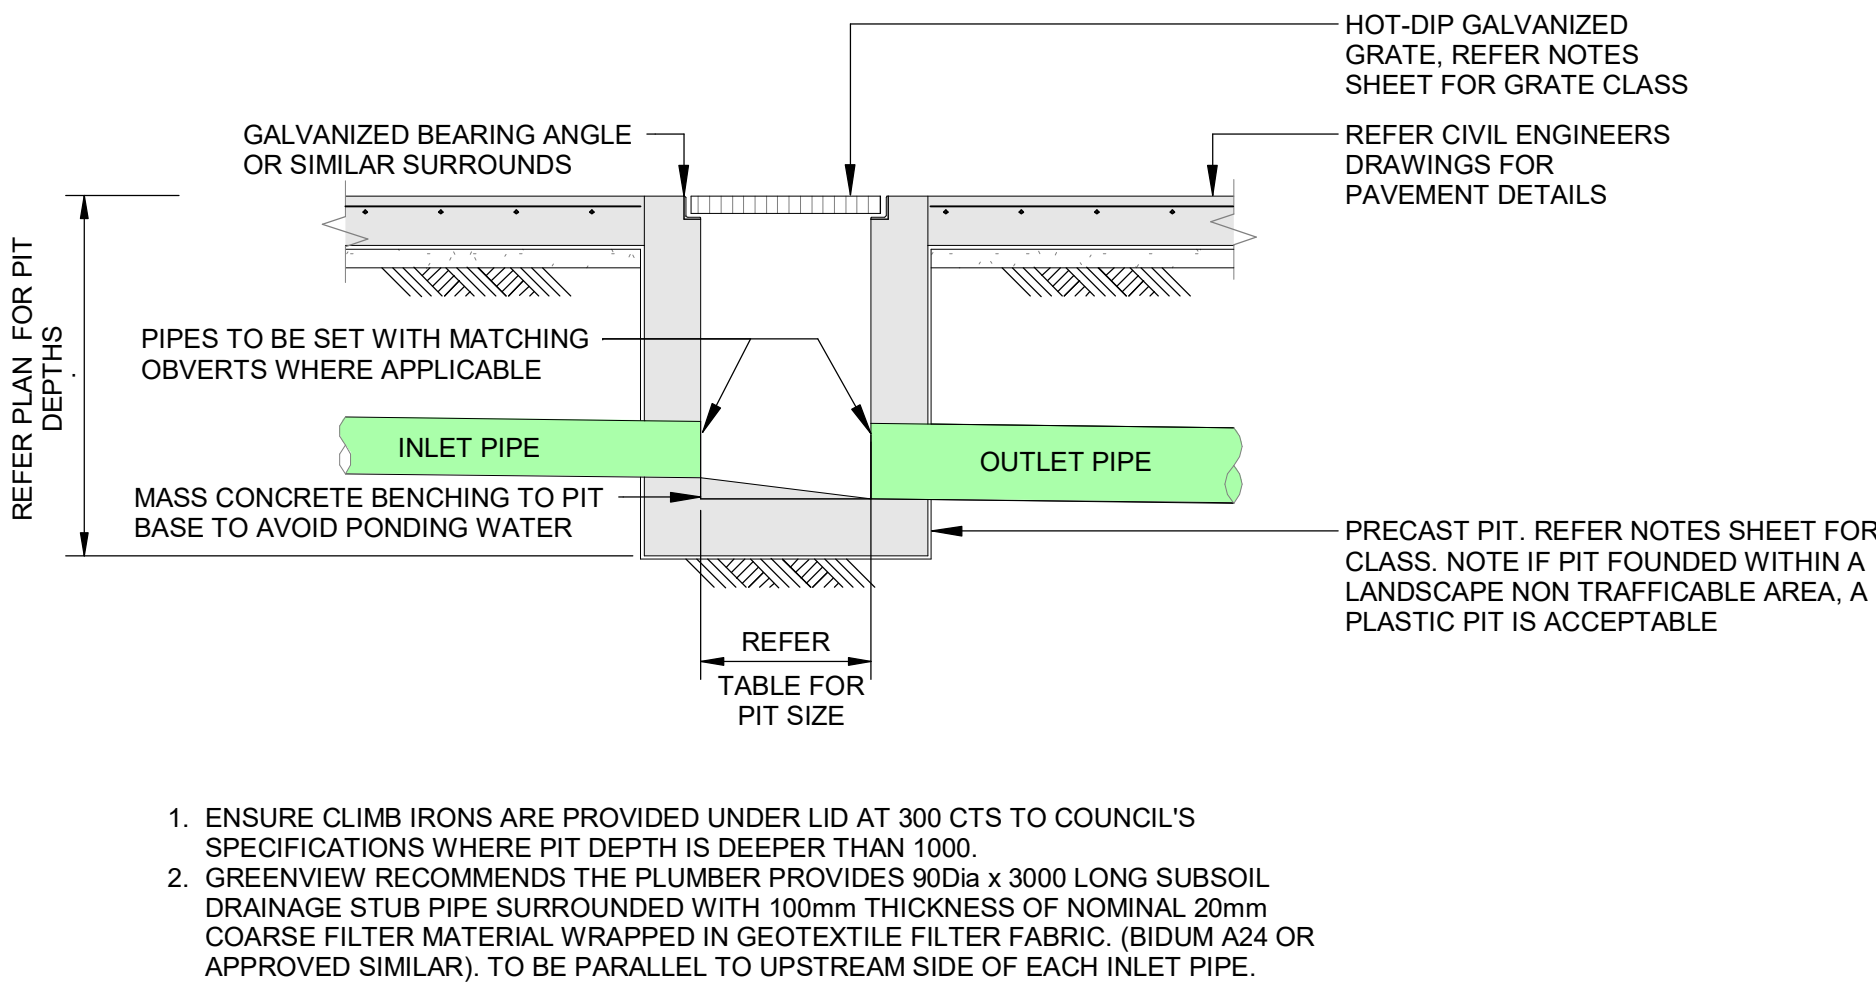 HOT-DIP GALVANIZED
GRATE, REFER NOTES
SHEET FOR GRATE CLASS
GALVANIZED BEARING ANGLE
OR SIMILAR SURROUNDS
REFER CIVIL ENGINEERS
DRAWINGS FOR
PAVEMENT DETAILS
REFER PLAN FOR PIT
DEPTHS
.
PIPES TO BE SET WITH MATCHING
OBVERTS WHERE APPLICABLE
INLET PIPE
OUTLET PIPE
MASS CONCRETE BENCHING TO PIT
BASE TO AVOID PONDING WATER
PRECAST PIT. REFER NOTES SHEET FOR
CLASS. NOTE IF PIT FOUNDED WITHIN A
LANDSCAPE NON TRAFFICABLE AREA, A
PLASTIC PIT IS ACCEPTABLE
REFER
TABLE FOR
PIT SIZE
1. ENSURE CLIMB IRONS ARE PROVIDED UNDER LID AT 300 CTS TO COUNCIL'S
SPECIFICATIONS WHERE PIT DEPTH IS DEEPER THAN 1000.
2. GREENVIEW RECOMMENDS THE PLUMBER PROVIDES 90Dia x 3000 LONG SUBSOIL
DRAINAGE STUB PIPE SURROUNDED WITH 100mm THICKNESS OF NOMINAL 20mm
COARSE FILTER MATERIAL WRAPPED IN GEOTEXTILE FILTER FABRIC. (BIDUM A24 OR
APPROVED SIMILAR). TO BE PARALLEL TO UPSTREAM SIDE OF EACH INLET PIPE.